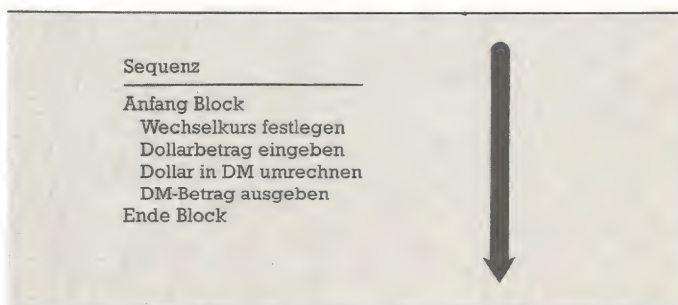 Sequenz
Anfang Block
Wechselkurs festlegen
Dollarbetrag eingeben
Dollar in DM umrechnen
DM-Betrag ausgeben
Ende Block